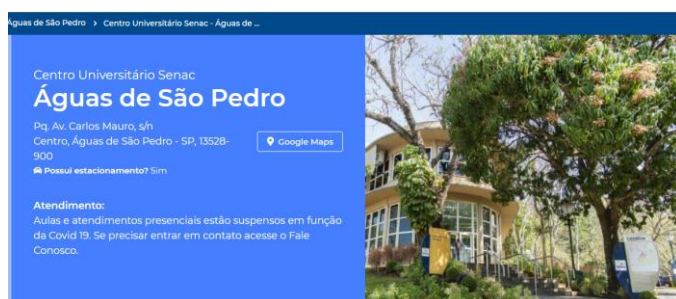 Águas de São Pedro > Centro Universitário Senac - Águas de ...
Centro Universitário Senac
Águas de São Pedro
Pq. Av. Carlos Mauro, s/n
Centro, Águas de São Pedro - SP, 13528-
900
Google Maps
Possui estacionamento? Sim
Atendimento:
Aulas e atendimentos presenciais estão suspensos em função
da Covid 19. Se precisar entrar em contato acesse o Fale
Conosco.